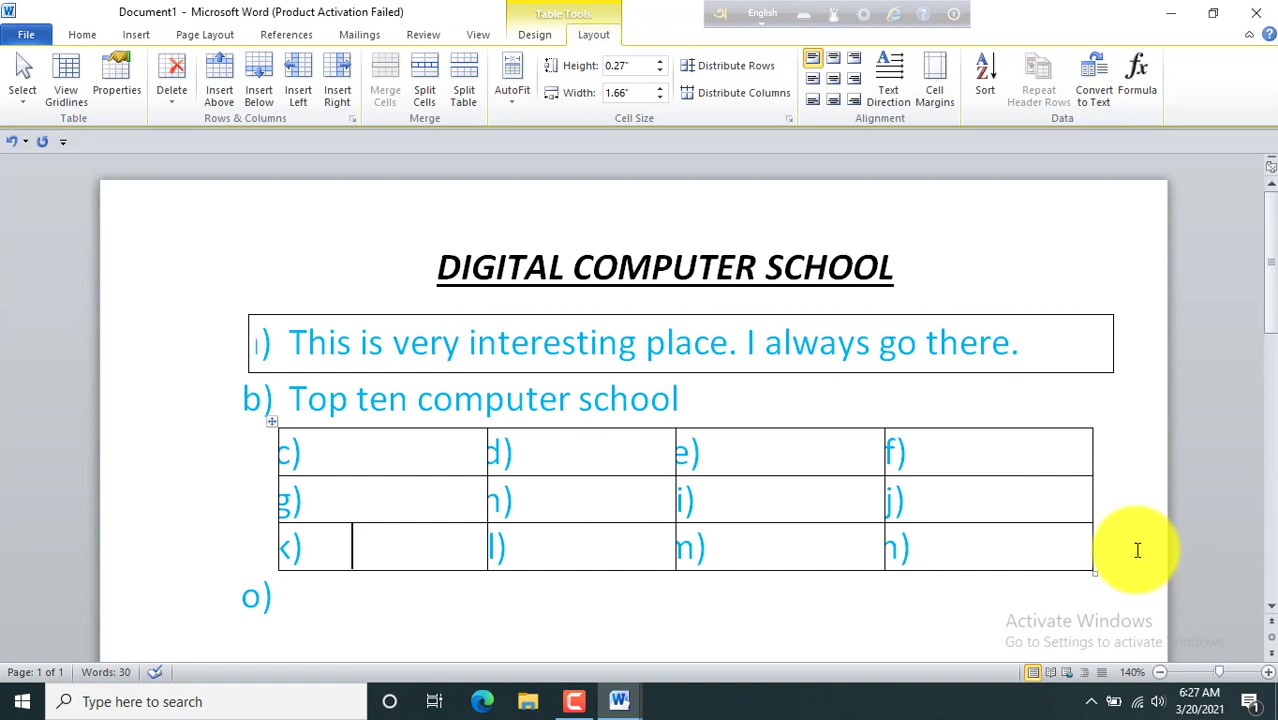 Document1 - Microsoft Word (Product Activation Failed)
Table Tools
English
File Home Insert Page Layout References Mailings Review View Design Layout
Select
View Gridlines
Properties
Table
Delete
Insert Above
Insert Below
Insert Left
Insert Right
Rows & Columns
Merge Cells
Split Cells
Split Table
Merge
AutoFit
Height: 0.27"
Width: 1.66"
Distribute Rows
Distribute Columns
Cell Size
Text Direction
Cell Margins
Alignment
Sort
Repeat Header Rows
Convert to Text
Formula
Data
DIGITAL COMPUTER SCHOOL
) This is very interesting place. I always go there.
b) Top ten computer school
c) d) e) f)
g) h) i) j)
k) l) m) n)
o)
Activate Windows
Go to Settings to activate Windows.
Page: 1 of 1 Words: 30 140%
Type here to search
6:27 AM
3/20/2021